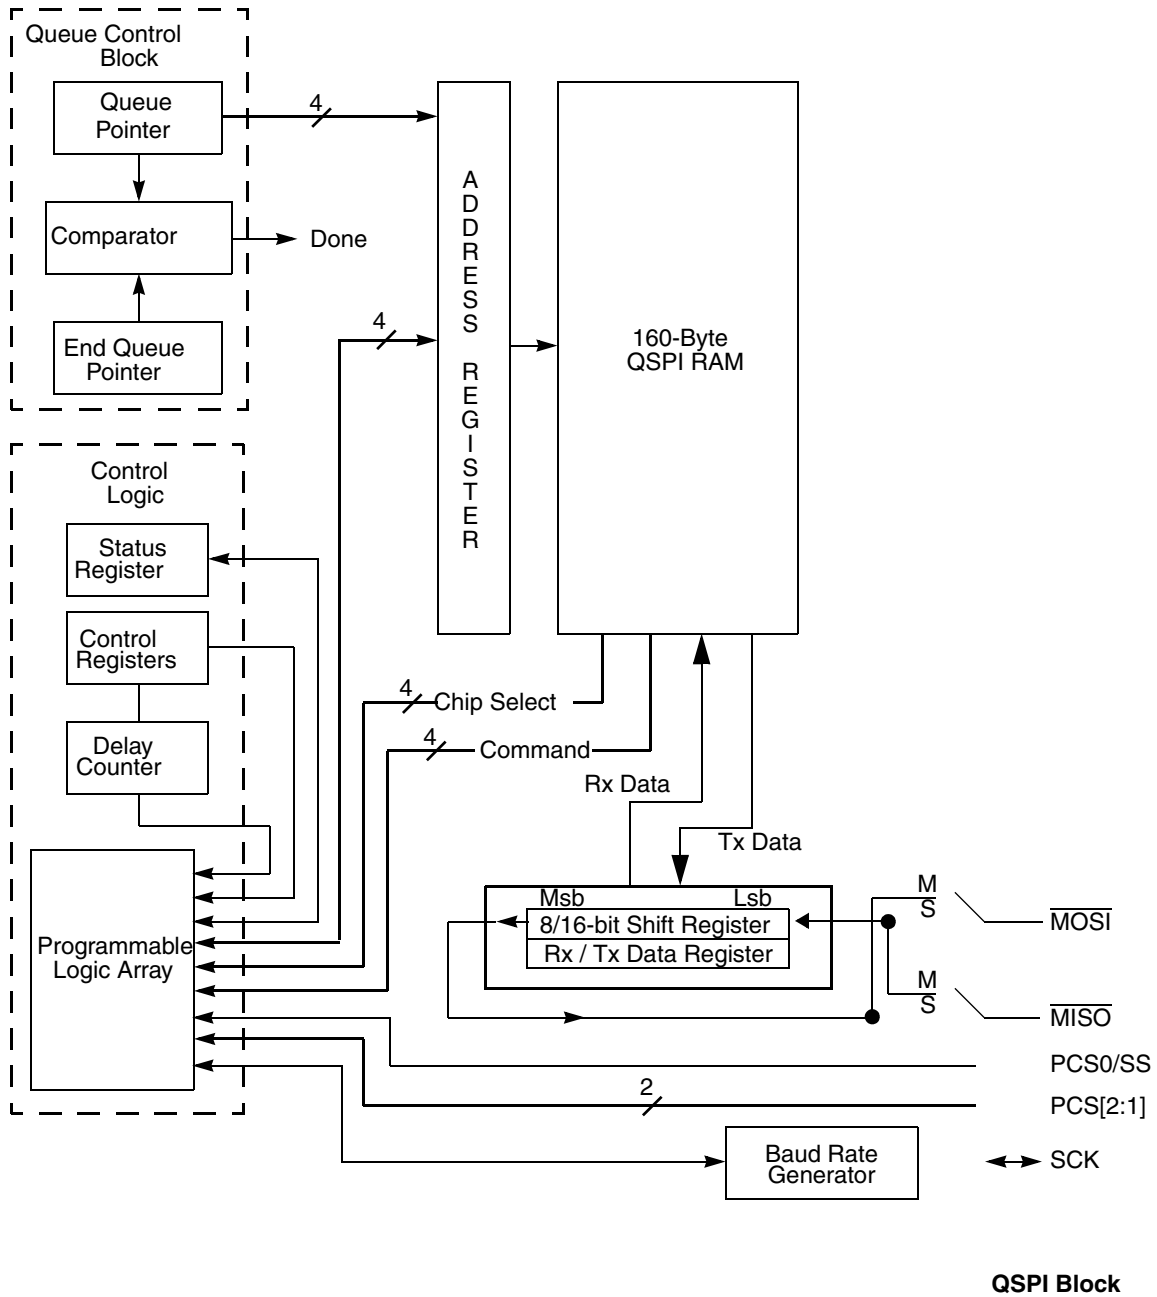 Queue Control
Block
Queue
Pointer
4
Comparator
Done
End Queue
Pointer
4
A
D
D
R
E
S
S
R
E
G
I
S
T
E
R
160-Byte
QSPI RAM
Control
Logic
Status
Register
Control
Registers
Delay
Counter
Programmable
Logic Array
4
Chip Select
4
Command
Rx Data
Tx Data
Msb
Lsb
8/16-bit Shift Register
Rx / Tx Data Register
M
S
MOSI
M
S
MISO
PCS0/SS
2
PCS[2:1]
Baud Rate
Generator
SCK
QSPI Block